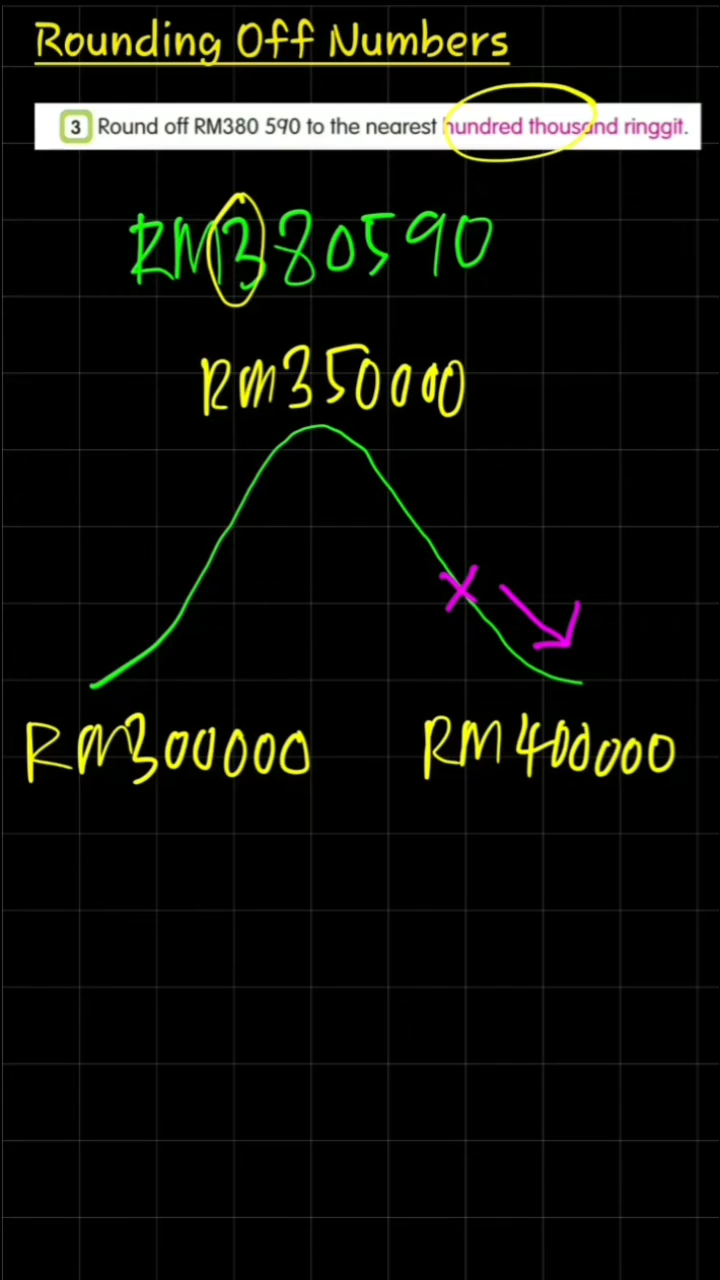 Rounding Off Numbers
3 Round off RM380 590 to the nearest hundred thousand ringgit.
RM380590
RM350000
RM300000 RM400000